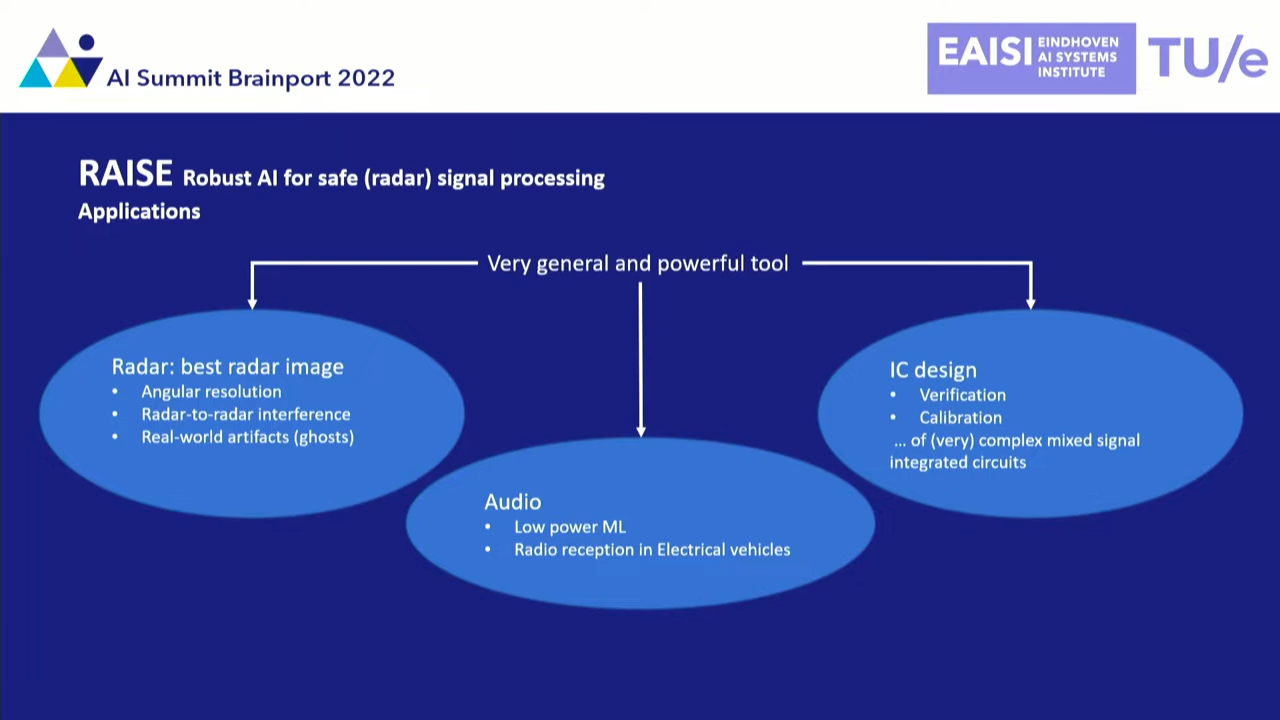 AI Summit Brainport 2022
EAISI
EINDHOVEN
AI SYSTEMS
INSTITUTE
TU/e
RAISE Robust AI for safe (radar) signal processing
Applications
Very general and powerful tool
Radar: best radar image
• Angular resolution
• Radar-to-radar interference
• Real-world artifacts (ghosts)
Audio
• Low power ML
• Radio reception in Electrical vehicles
IC design
• Verification
• Calibration
... of (very) complex mixed signal
integrated circuits